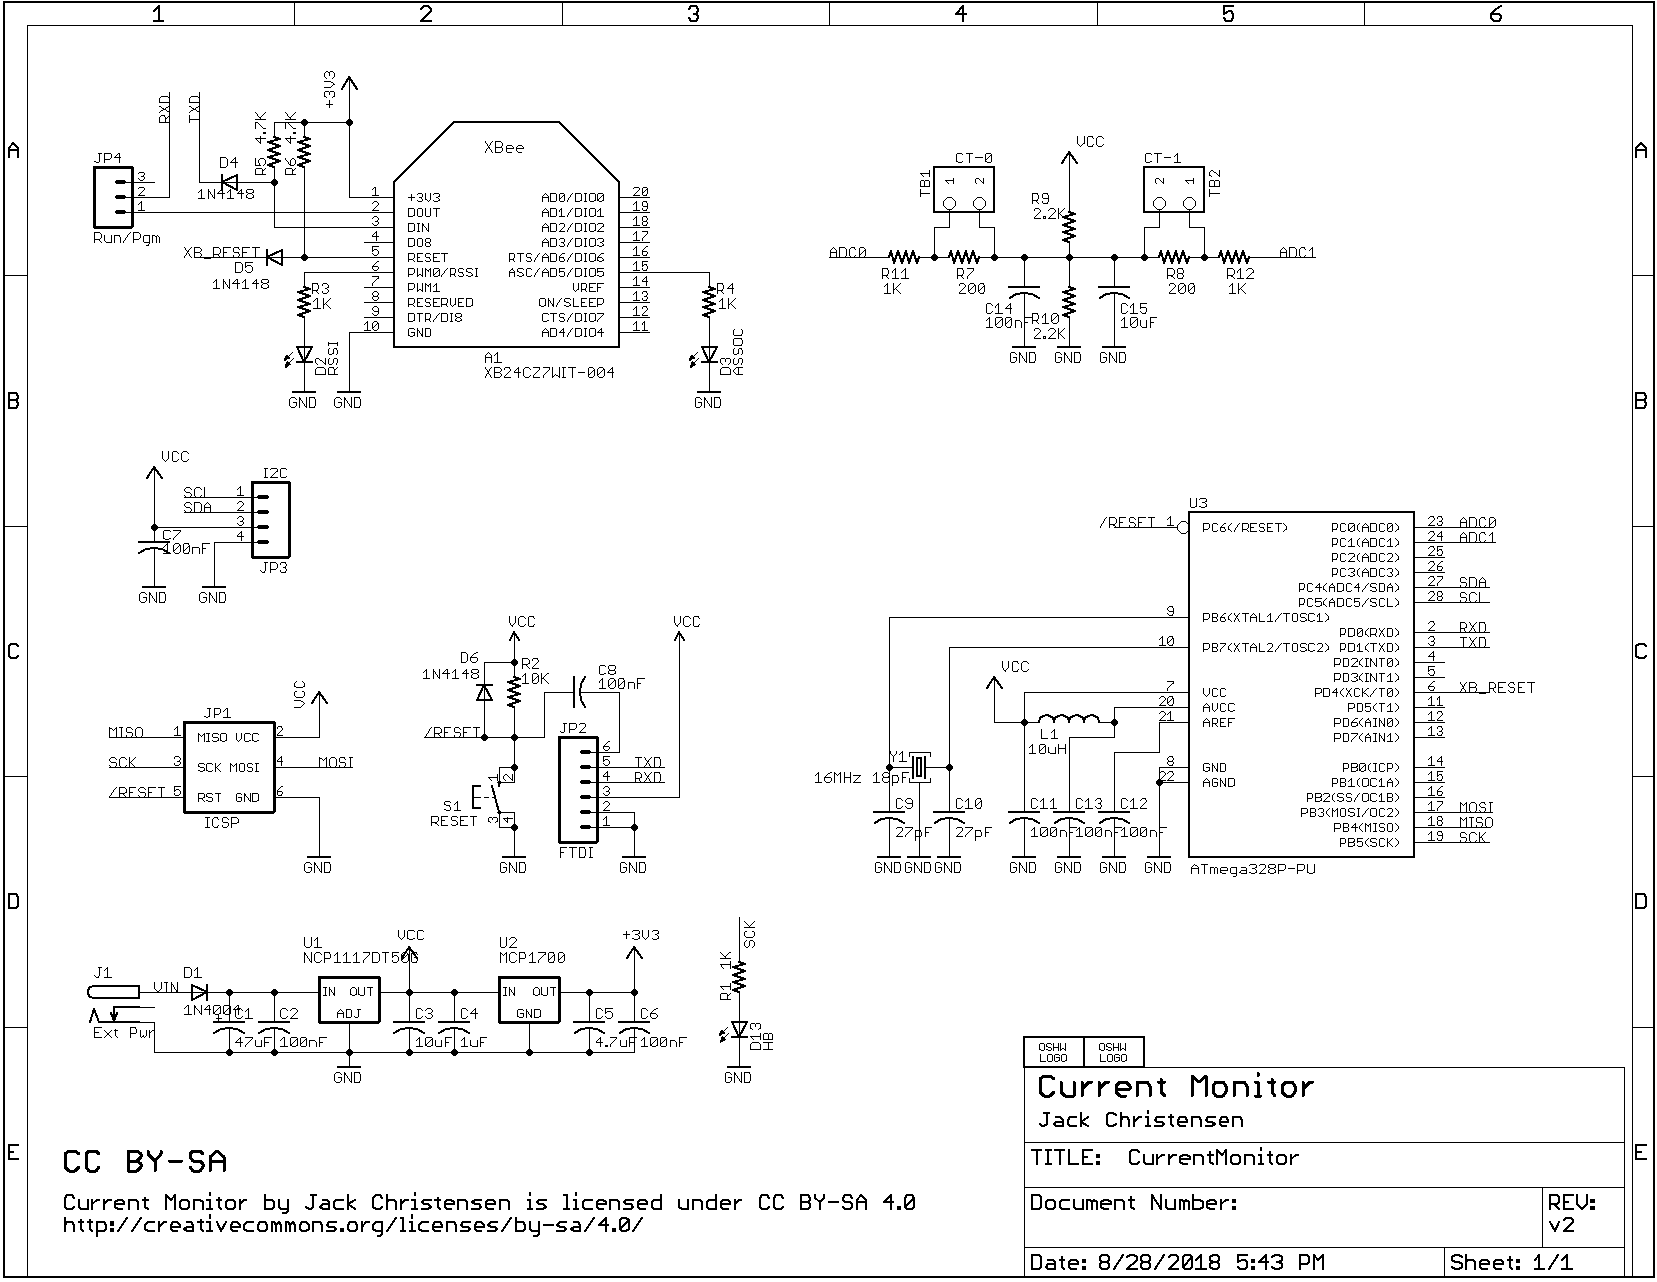 1 2 3 4 5 6
A A
B B
C C
D D
E E
RXD
TXD
+3V3
JP4
3
2
1
Run/Pgm
D4
1N4148
R5 4.7K
R6 4.7K
XB_RESET
D5
1N4148
R3
1K
D2
RSSI
GND
GND
XBee
1 +3V3
2 DOUT
3 DIN
4 DO8
5 RESET
6 PWM0/RSSI
7 PWM1
8 RESERVED
9 DTR/DI8
10 GND
AD0/DIO0 20
AD1/DIO1 19
AD2/DIO2 18
AD3/DIO3 17
RTS/AD6/DIO6 16
ASC/AD5/DIO5 15
VREF 14
ON/SLEEP 13
CTS/DIO7 12
AD4/DIO4 11
A1
XB24CZ7WIT-004
R4
1K
D3
ASSOC
GND
CT-0
TB1
1 2
VCC
CT-1
TB2
2 1
R9
2.2K
ADC0
R11
1K
R7
200
C14
100nF
R10
2.2K
C15
10uF
R8
200
R12
1K
ADC1
GND GND GND
VCC
I2C
SCL 1
SDA 2
3
4
C7
100nF
JP3
GND GND
VCC
JP1
MISO 1 MISO VCC 2
SCK 3 SCK MOSI 4 MOSI
/RESET 5 RST GND 6
ICSP
GND
VCC
D6
1N4148
R2
10K
C8
100nF
VCC
/RESET
JP2
6
5 TXD
4 RXD
3
2
1
FTDI
S1
RESET
1 2
3 4
GND
GND
U3
/RESET 1 PC6(/RESET)
9 PB6(XTAL1/TOSC1)
10 PB7(XTAL2/TOSC2)
7 VCC
20 AVCC
21 AREF
8 GND
22 AGND
PC0(ADC0) 23 ADC0
PC1(ADC1) 24 ADC1
PC2(ADC2) 25
PC3(ADC3) 26
PC4(ADC4/SDA) 27 SDA
PC5(ADC5/SCL) 28 SCL
PD0(RXD) 2 RXD
PD1(TXD) 3 TXD
PD2(INT0) 4
PD3(INT1) 5
PD4(XCK/T0) 6 XB_RESET
PD5(T1) 11
PD6(AIN0) 12
PD7(AIN1) 13
PB0(ICP) 14
PB1(OC1A) 15
PB2(SS/OC1B) 16
PB3(MOSI/OC2) 17 MOSI
PB4(MISO) 18 MISO
PB5(SCK) 19 SCK
ATmega328P-PU
VCC
L1
10uH
Y1
16MHz 18pF
C9
27pF
C10
27pF
C11
100nF
C13
100nF
C12
100nF
GND GND GND GND GND GND GND
J1
VIN
Ext Pwr
D1
1N4004
+
C1
47uF
C2
100nF
U1
NCP1117DT50G
IN OUT
ADJ
VCC
C3
10uF
C4
1uF
U2
MCP1700
IN OUT
GND
+3V3
C5
4.7uF
C6
100nF
GND
SCK
R1 1K
D13
HB
GND
OSHW
LOGO
OSHW
LOGO
Current Monitor
Jack Christensen
TITLE: CurrentMonitor
Document Number:
REV:
v2
Date: 8/28/2018 5:43 PM
Sheet: 1/1
CC BY-SA
Current Monitor by Jack Christensen is licensed under CC BY-SA 4.0
http://creativecommons.org/licenses/by-sa/4.0/